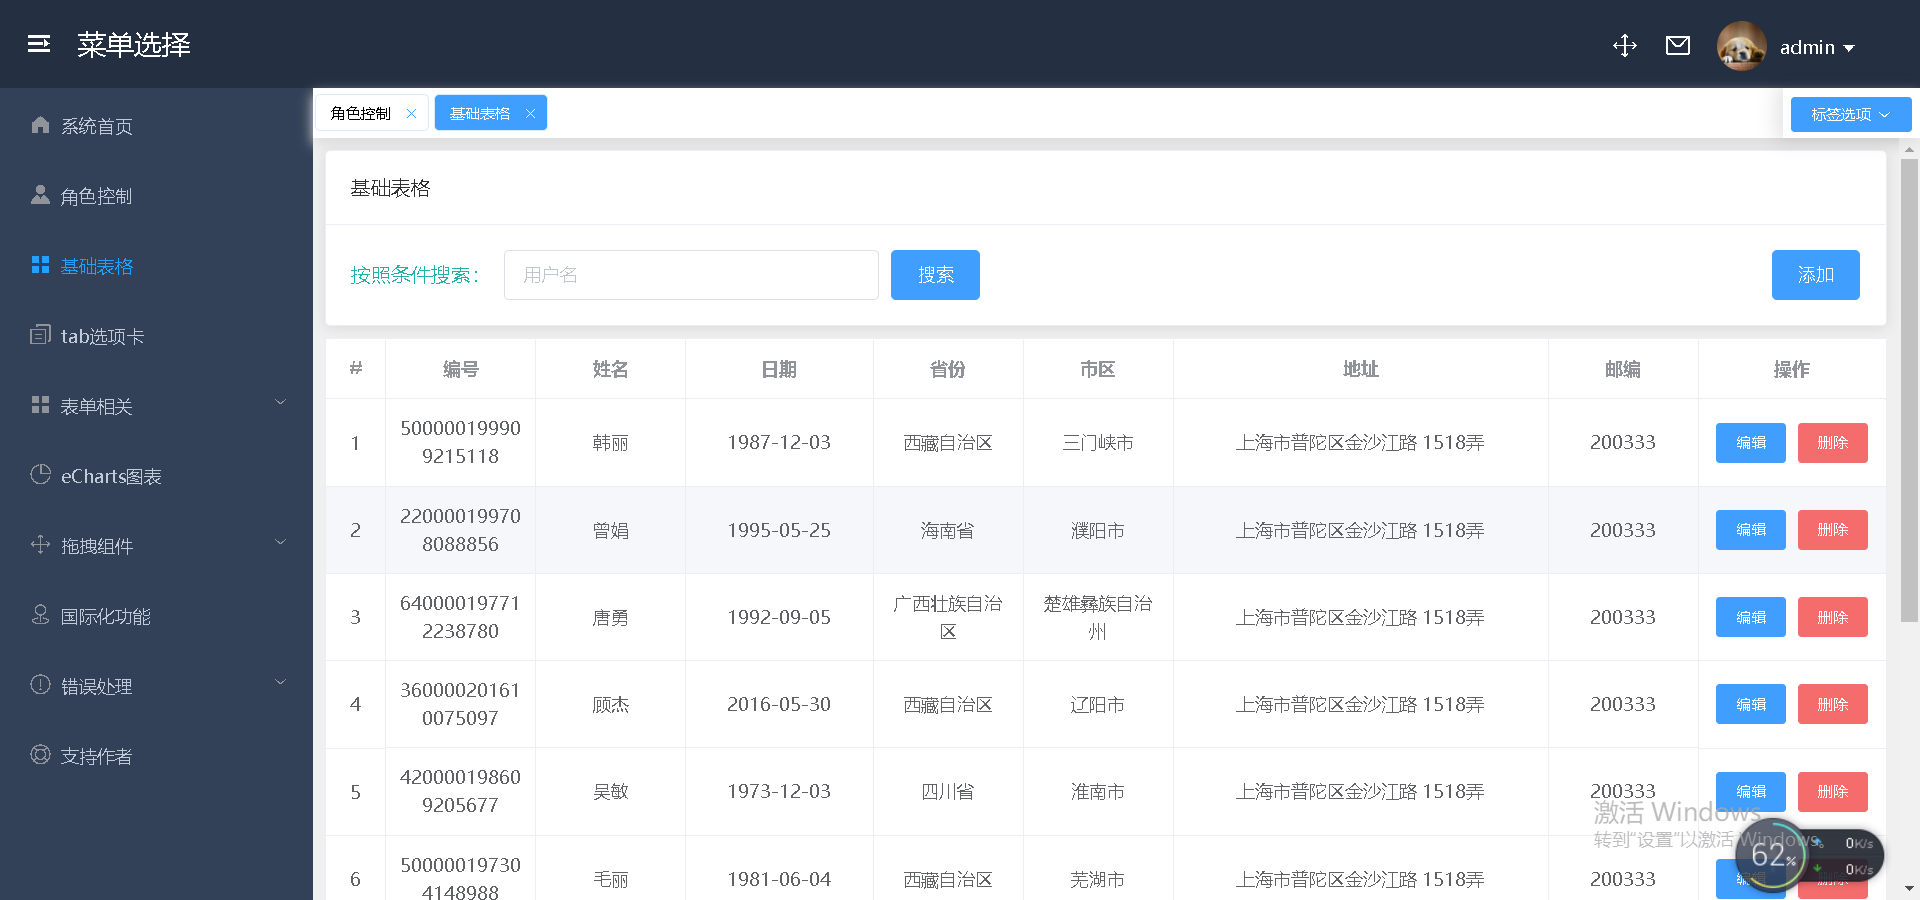 菜单选择
admin
系统首页
角色控制
基础表格
tab选项卡
表单相关
eCharts图表
拖拽组件
国际化功能
错误处理
支持作者
角色控制
基础表格
标签选项
基础表格
按照条件搜索：
用户名
搜索
添加
# 编号 姓名 日期 省份 市区 地址 邮编 操作
1 500000199909215118 韩丽 1987-12-03 西藏自治区 三门峡市 上海市普陀区金沙江路 1518弄 200333 编辑 删除
2 220000199708088856 曾娟 1995-05-25 海南省 濮阳市 上海市普陀区金沙江路 1518弄 200333 编辑 删除
3 640000197712238780 唐勇 1992-09-05 广西壮族自治区 楚雄彝族自治州 上海市普陀区金沙江路 1518弄 200333 编辑 删除
4 360000201610075097 顾杰 2016-05-30 西藏自治区 辽阳市 上海市普陀区金沙江路 1518弄 200333 编辑 删除
5 420000198609205677 吴敏 1973-12-03 四川省 淮南市 上海市普陀区金沙江路 1518弄 200333 编辑 删除
6 500000197304148988 毛丽 1981-06-04 西藏自治区 芜湖市 上海市普陀区金沙江路 1518弄 200333 编辑 删除
激活 Windows
转到"设置"以激活 Windows。
62%
0K/s
0K/s